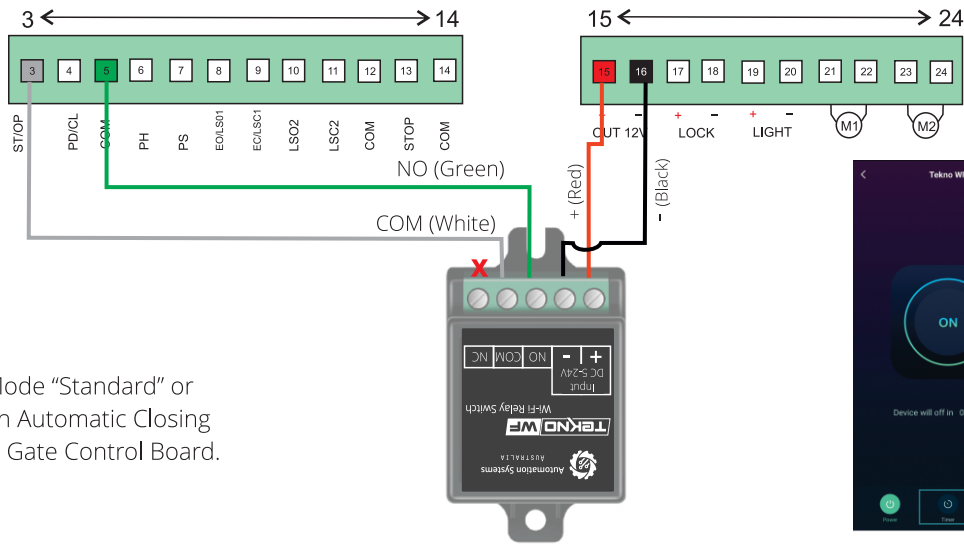 3 14
15 24
3 4 5 6 7 8 9 10 11 12 13 14
15 16 17 18 19 20 21 22 23 24
ST/OP
PD/CL
COM
PH
PS
EO/LS01
EC/LSC1
LSO2
LSC2
COM
STOP
COM
+ - + - + -
OUT 12V LOCK LIGHT M1 M2
NO (Green)
COM (White)
+ (Red)
- (Black)
X
NC COM NO - +
Input
DC 5-24V
Wi-Fi Relay Switch
TEKNO WF
Automation Systems
AUSTRALIA
Mode “Standard” or
n Automatic Closing
Gate Control Board.
< Tekno WI
ON
Device will off in 0
Power Timer